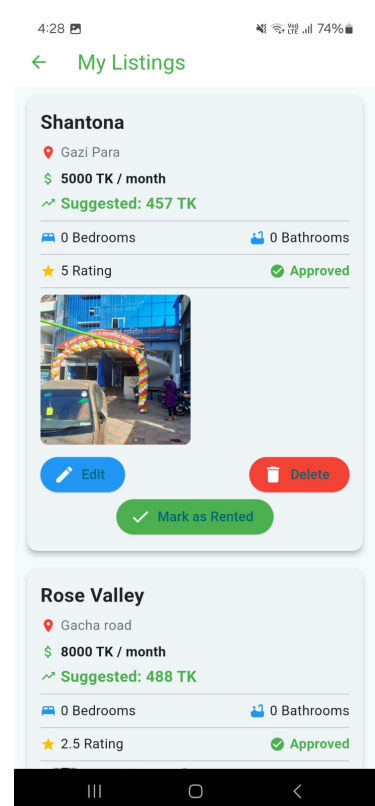 4:28
Vo)) LTE 74%
My Listings
Shantona
Gazi Para
$ 5000 TK / month
Suggested: 457 TK
0 Bedrooms 0 Bathrooms
5 Rating Approved
Edit Delete
Mark as Rented
Rose Valley
Gacha road
$ 8000 TK / month
Suggested: 488 TK
0 Bedrooms 0 Bathrooms
2.5 Rating Approved